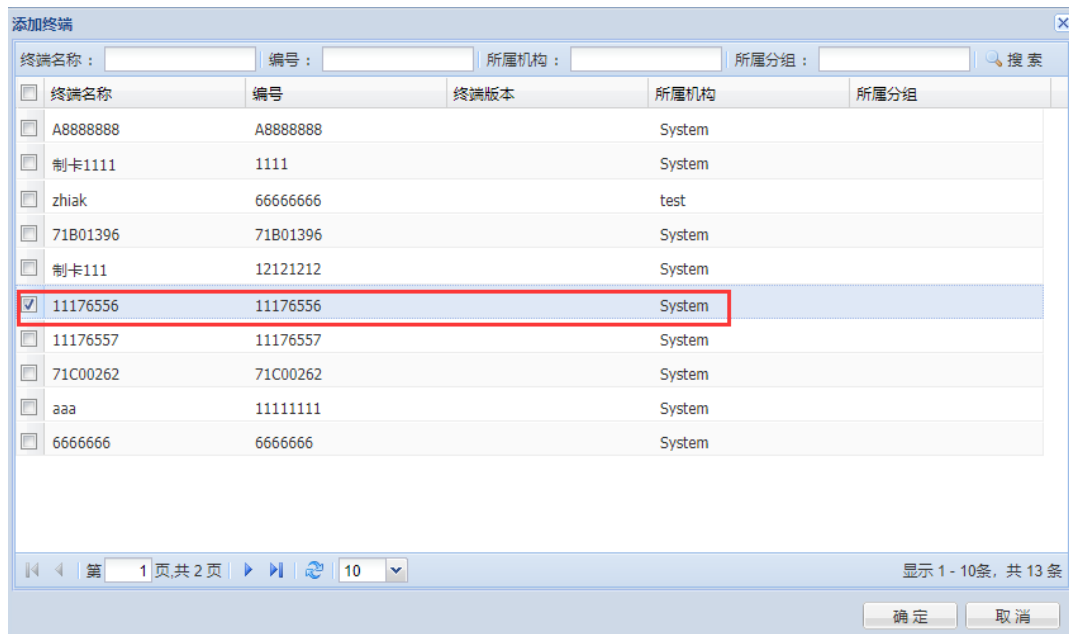 添加终端
终端名称： 编号： 所属机构： 所属分组： 搜索
终端名称 编号 终端版本 所属机构 所属分组
A8888888 A8888888 System
制卡1111 1111 System
zhiak 66666666 test
71B01396 71B01396 System
制卡111 12121212 System
11176556 11176556 System
11176557 11176557 System
71C00262 71C00262 System
aaa 11111111 System
6666666 6666666 System
第 1 页,共 2 页 10 显示 1 - 10条，共 13 条
确定 取消